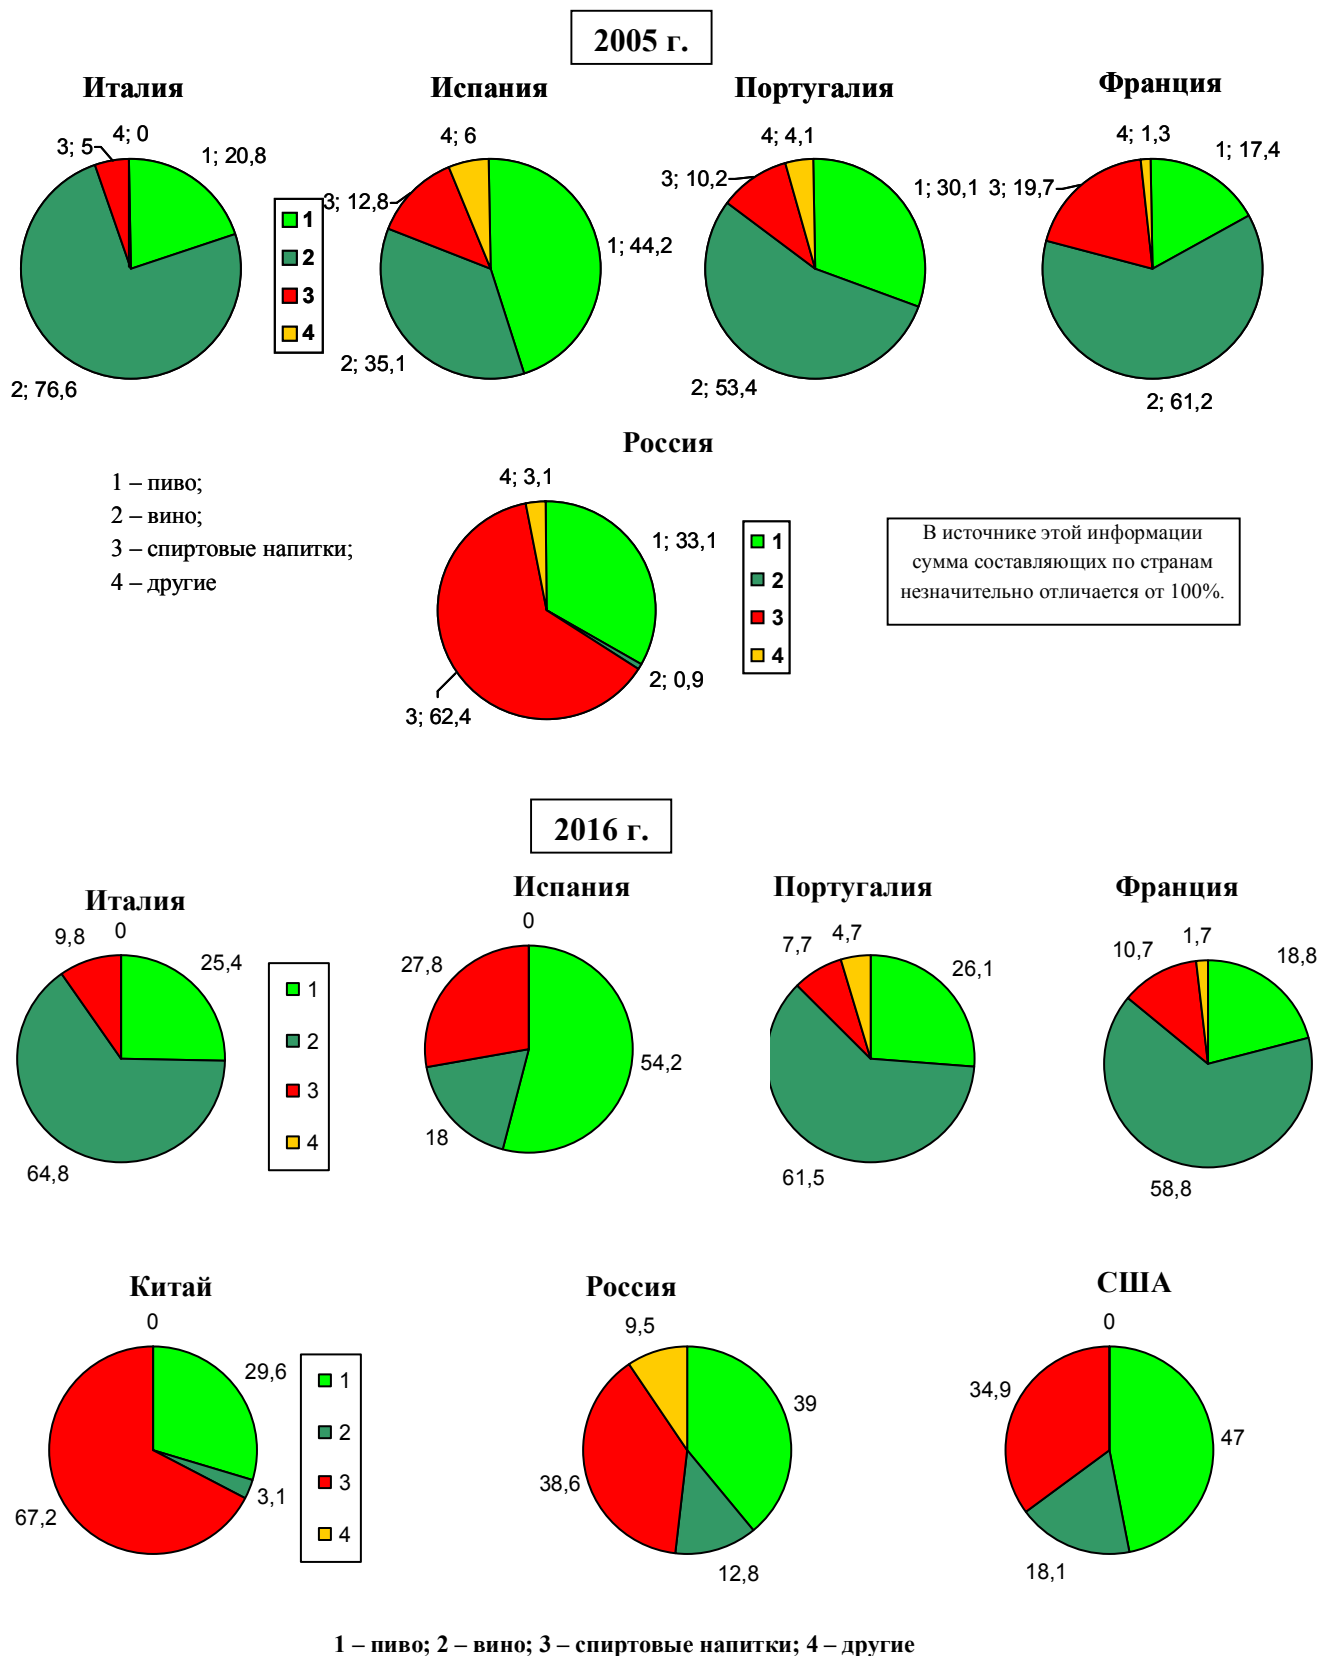 2005 г.
Италия
Испания
Португалия
Франция
4; 0
3; 5
1; 20,8
2; 76,6
1
2
3
4
4; 6
3; 12,8
1; 44,2
2; 35,1
4; 4,1
3; 10,2
1; 30,1
2; 53,4
4; 1,3
1; 17,4
3; 19,7
2; 61,2
Россия
1 – пиво;
2 – вино;
3 – спиртовые напитки;
4 – другие
4; 3,1
1; 33,1
2; 0,9
3; 62,4
1
2
3
4
В источнике этой информации
сумма составляющих по странам
незначительно отличается от 100%.
2016 г.
Италия
Испания
Португалия
Франция
0
9,8
25,4
64,8
1
2
3
4
0
27,8
54,2
18
4,7
7,7
26,1
61,5
1,7
10,7
18,8
58,8
Китай
Россия
США
0
29,6
3,1
67,2
1
2
3
4
9,5
39
38,6
12,8
0
34,9
47
18,1
1 – пиво; 2 – вино; 3 – спиртовые напитки; 4 – другие